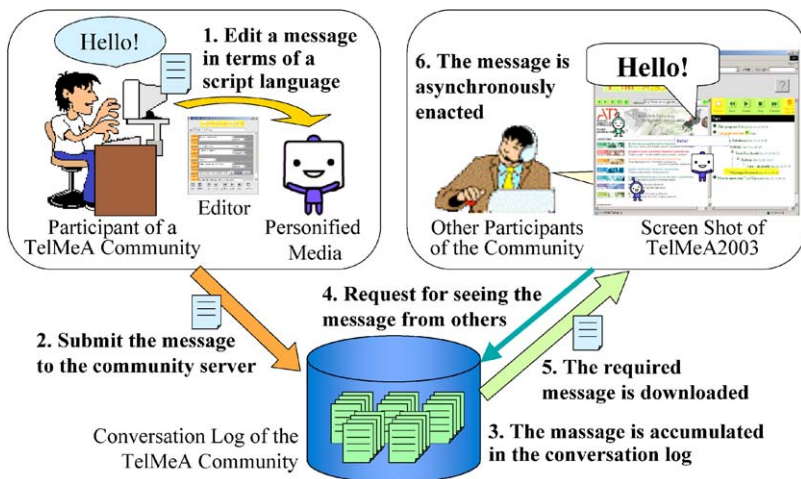 Hello!
1. Edit a message
in terms of a
script language
Editor
Participant of a
TelMeA Community
Personified
Media
6. The message is
asynchronously
enacted
Hello!
?
Other Participants
of the Community
Screen Shot of
TelMeA2003
2. Submit the message
to the community server
4. Request for seeing the
message from others
5. The required
message is downloaded
3. The massage is accumulated
in the conversation log
Conversation Log of the
TelMeA Community